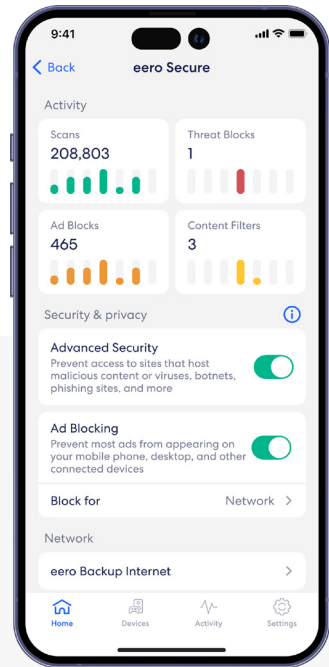 9:41
Back
eero Secure
Activity
Scans
208,803
Threat Blocks
1
Ad Blocks
465
Content Filters
3
Security & privacy
Advanced Security
Prevent access to sites that host
malicious content or viruses, botnets,
phishing sites, and more
Ad Blocking
Prevent most ads from appearing on
your mobile phone, desktop, and other
connected devices
Block for
Network
Network
eero Backup Internet
Home
Devices
Activity
Settings